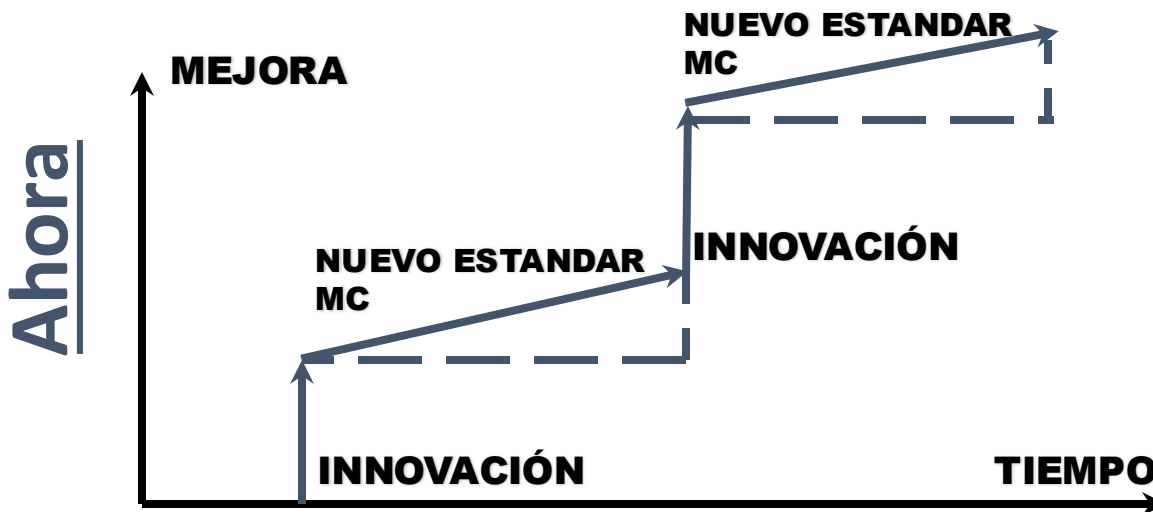 NUEVO ESTANDAR
MC
MEJORA
Ahora
INNOVACIÓN
NUEVO ESTANDAR
MC
INNOVACIÓN
TIEMPO